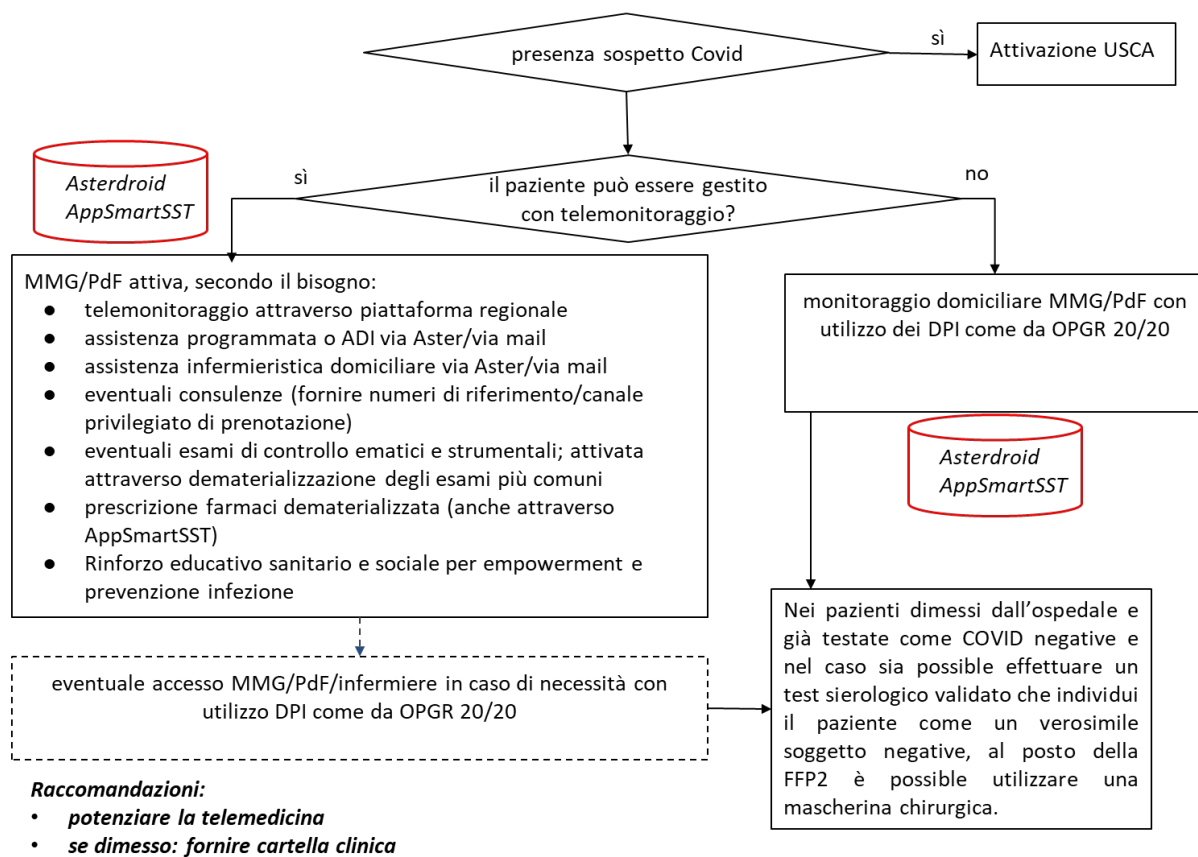 presenza sospetto Covid
sì
Attivazione USCA
Asterdroid
AppSmartSST
sì
il paziente può essere gestito
con telemonitoraggio?
no
MMG/PdF attiva, secondo il bisogno:
● telemonitoraggio attraverso piattaforma regionale
● assistenza programmata o ADI via Aster/via mail
● assistenza infermieristica domiciliare via Aster/via mail
● eventuali consulenze (fornire numeri di riferimento/canale
privilegiato di prenotazione)
● eventuali esami di controllo ematici e strumentali; attivata
attraverso dematerializzazione degli esami più comuni
● prescrizione farmaci dematerializzata (anche attraverso
AppSmartSST)
● Rinforzo educativo sanitario e sociale per empowerment e
prevenzione infezione
monitoraggio domiciliare MMG/PdF con
utilizzo dei DPI come da OPGR 20/20
Asterdroid
AppSmartSST
eventuale accesso MMG/PdF/infermiere in caso di necessità con
utilizzo DPI come da OPGR 20/20
Nei pazienti dimessi dall’ospedale e
già testate come COVID negative e
nel caso sia possible effettuare un
test sierologico validato che individui
il paziente come un verosimile
soggetto negative, al posto della
FFP2 è possible utilizzare una
mascherina chirurgica.
Raccomandazioni:
• potenziare la telemedicina
• se dimesso: fornire cartella clinica